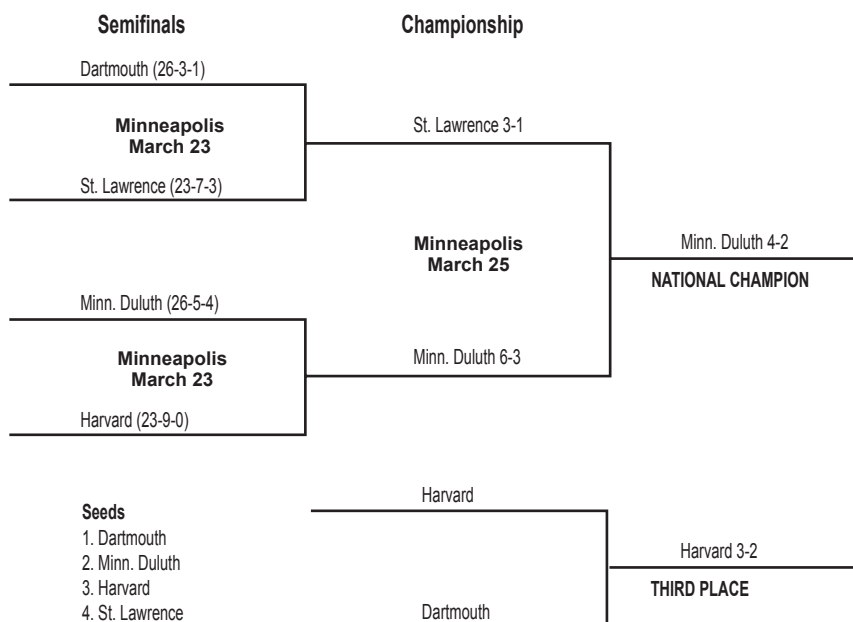 Semifinals
Championship
Dartmouth (26-3-1)
Minneapolis
March 23
St. Lawrence (23-7-3)
St. Lawrence 3-1
Minneapolis
March 25
Minn. Duluth 4-2
NATIONAL CHAMPION
Minn. Duluth (26-5-4)
Minneapolis
March 23
Harvard (23-9-0)
Minn. Duluth 6-3
Seeds
1. Dartmouth
2. Minn. Duluth
3. Harvard
4. St. Lawrence
Harvard
Harvard 3-2
THIRD PLACE
Dartmouth